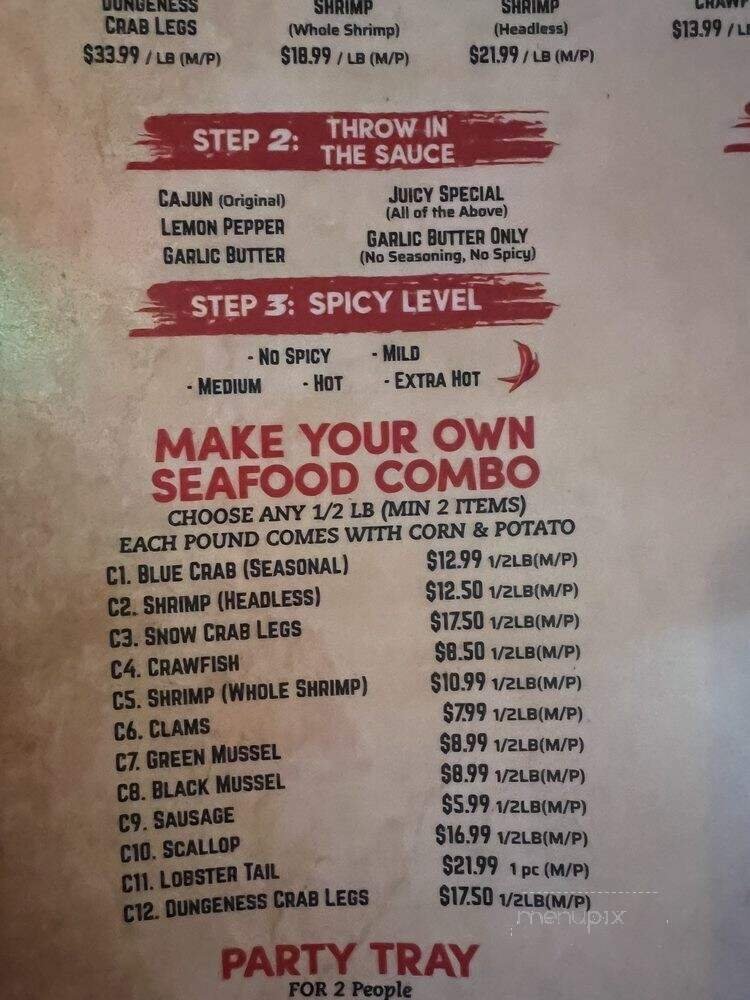 DUNGENESS
CRAB LEGS
$33.99 / LB (M/P)
SHRIMP
(Whole Shrimp)
$18.99 / LB (M/P)
SHRIMP
(Headless)
$21.99 / LB (M/P)
$13.99 / L
STEP 2: THROW IN
THE SAUCE
CAJUN (Original)
LEMON PEPPER
GARLIC BUTTER
JUICY SPECIAL
(All of the Above)
GARLIC BUTTER ONLY
(No Seasoning, No Spicy)
STEP 3: SPICY LEVEL
- NO SPICY - MILD
- MEDIUM - HOT - EXTRA HOT
MAKE YOUR OWN
SEAFOOD COMBO
CHOOSE ANY 1/2 LB (MIN 2 ITEMS)
EACH POUND COMES WITH CORN & POTATO
C1. BLUE CRAB (SEASONAL) $12.99 1/2LB(M/P)
C2. SHRIMP (HEADLESS) $12.50 1/2LB(M/P)
C3. SNOW CRAB LEGS $17.50 1/2LB(M/P)
C4. CRAWFISH $8.50 1/2LB(M/P)
C5. SHRIMP (WHOLE SHRIMP) $10.99 1/2LB(M/P)
C6. CLAMS $7.99 1/2LB(M/P)
C7. GREEN MUSSEL $8.99 1/2LB(M/P)
C8. BLACK MUSSEL $8.99 1/2LB(M/P)
C9. SAUSAGE $5.99 1/2LB(M/P)
C10. SCALLOP $16.99 1/2LB(M/P)
C11. LOBSTER TAIL $21.99 1 pc (M/P)
C12. DUNGENESS CRAB LEGS $17.50 1/2LB(M/P)
menupix
PARTY TRAY
FOR 2 People